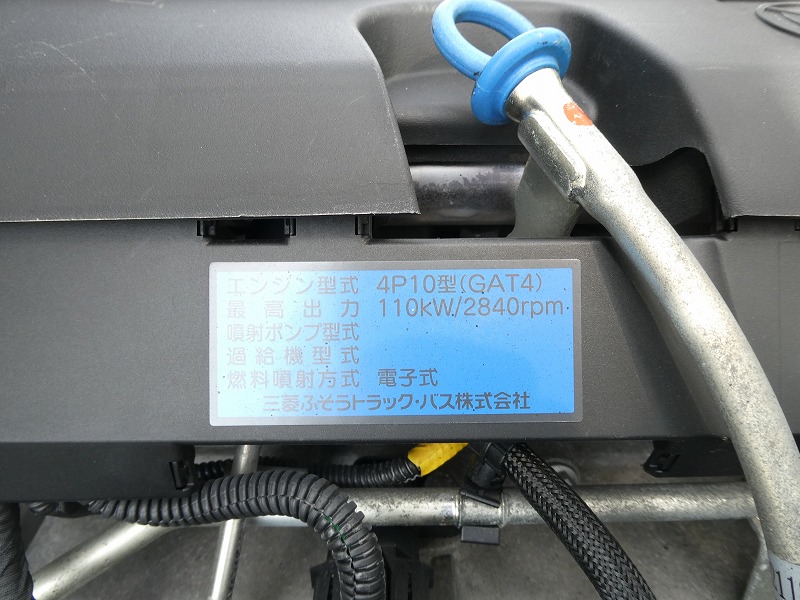 エンジン型式 4P10型(GAT4)
最高出力 110kW/2840rpm
噴射ポンプ型式
過給機型式
燃料噴射方式 電子式
三菱ふそうトラック・バス株式会社